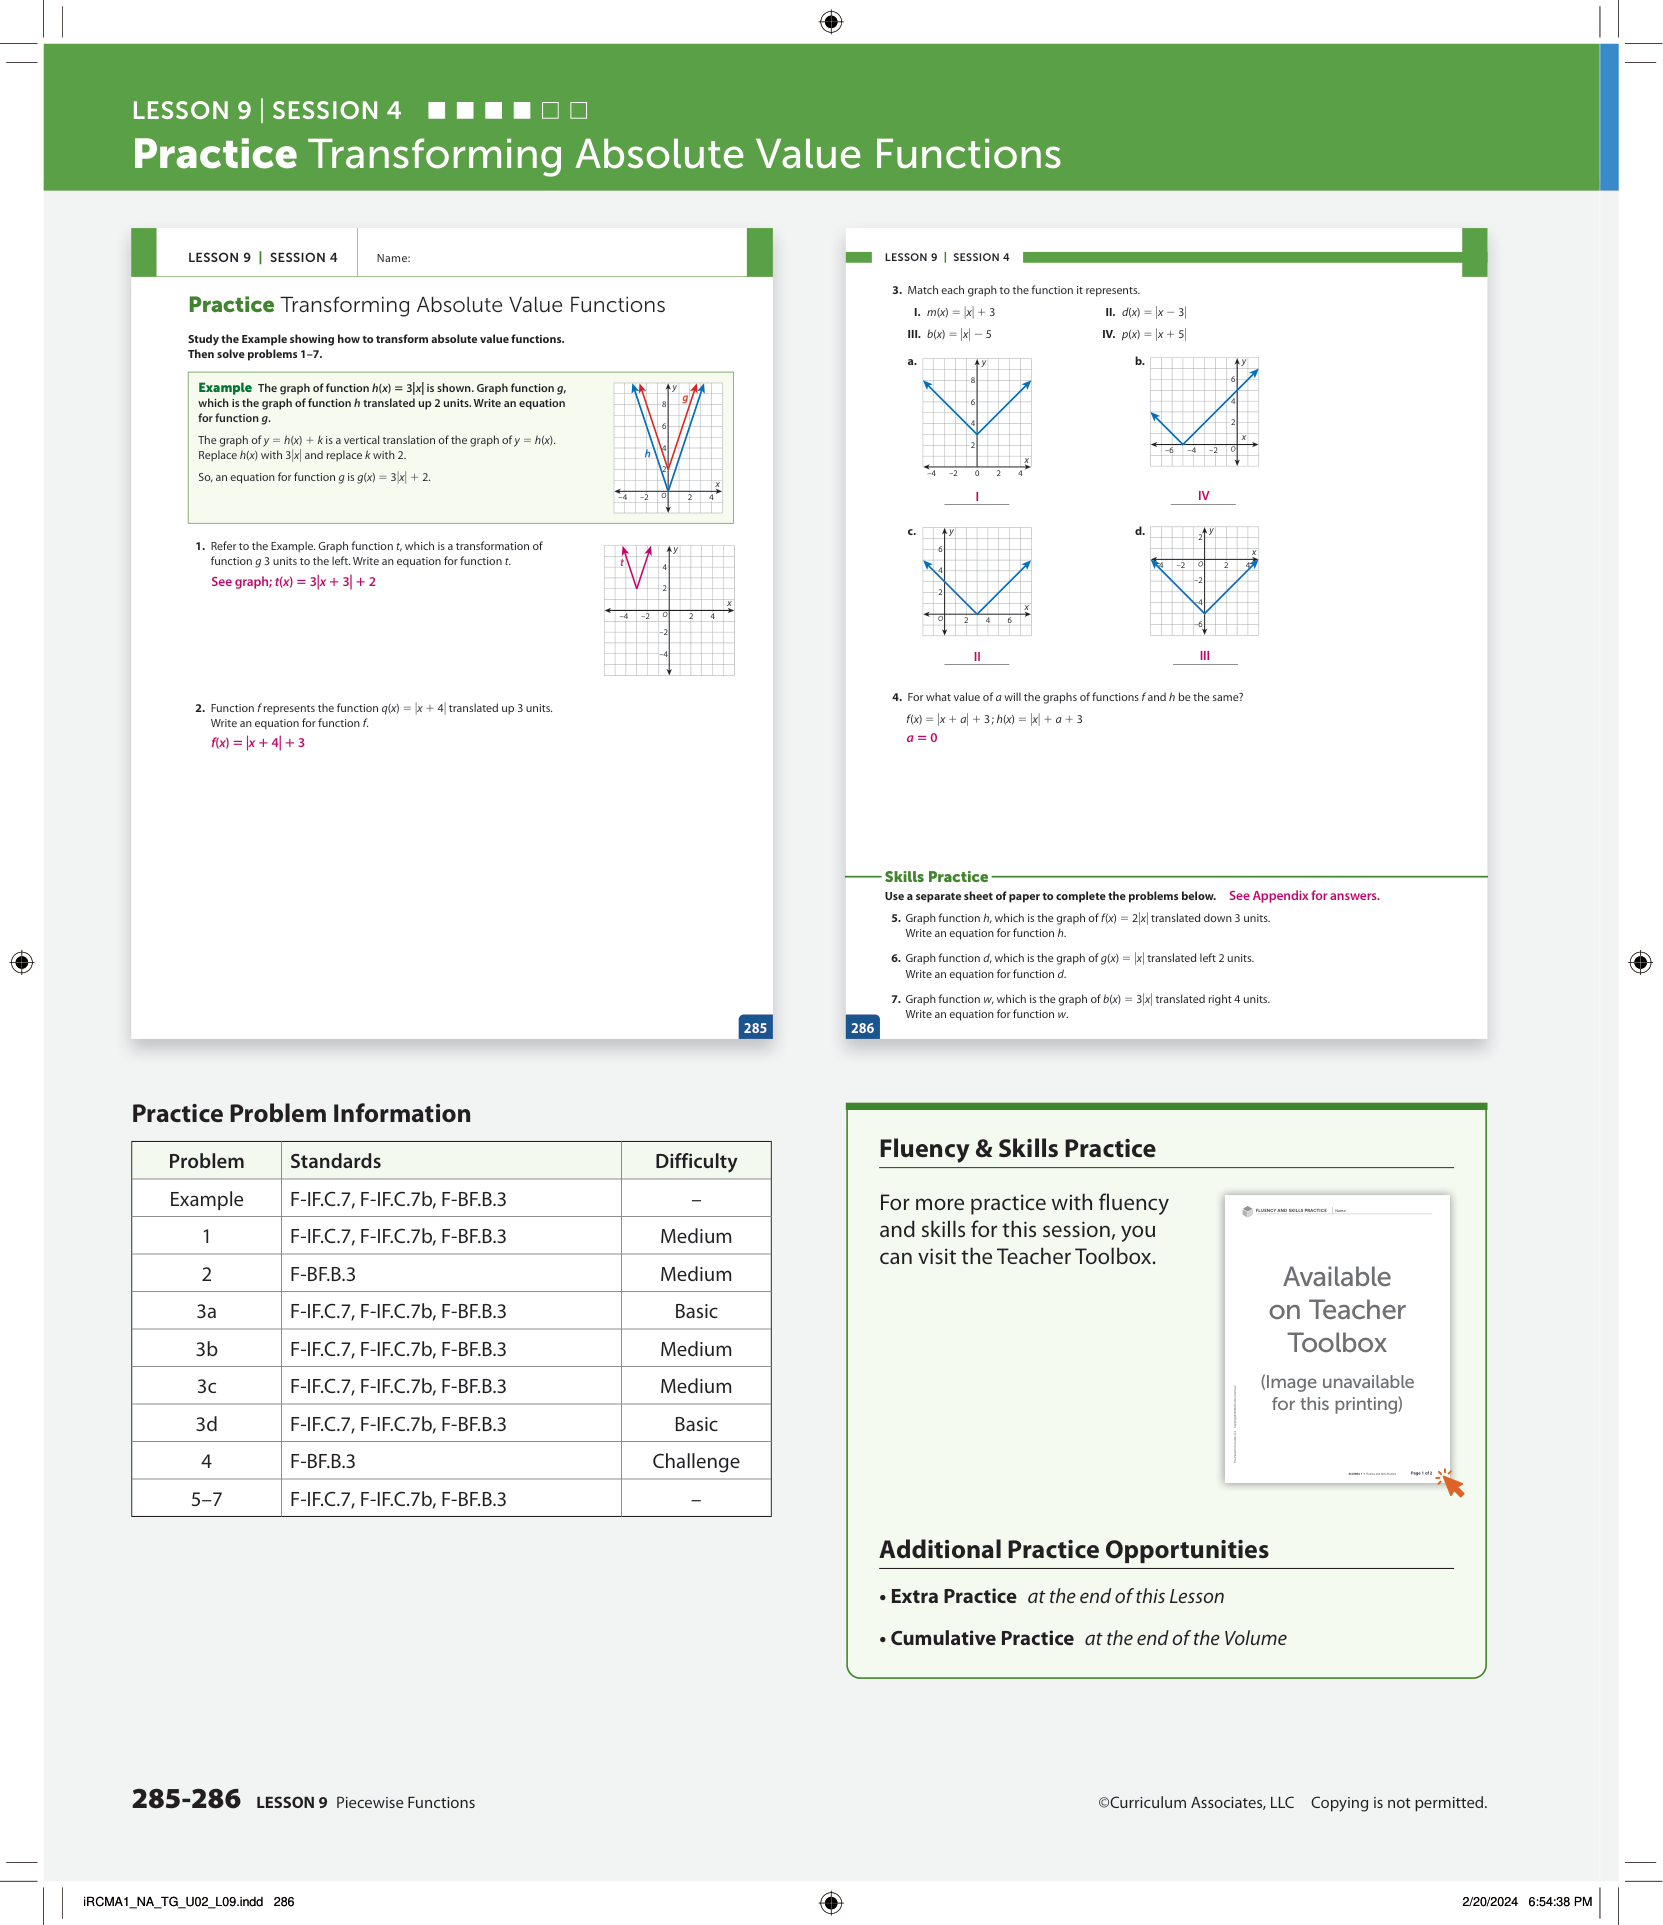 LESSON 9 | SESSION 4
Practice Transforming Absolute Value Functions
LESSON 9 | SESSION 4
Name:
Practice Transforming Absolute Value Functions
Study the Example showing how to transform absolute value functions.
Then solve problems 1–7.
Example The graph of function h(x) = 3|x| is shown. Graph function g,
which is the graph of function h translated up 2 units. Write an equation
for function g.
The graph of y = h(x) + k is a vertical translation of the graph of y = h(x).
Replace h(x) with 3|x| and replace k with 2.
So, an equation for function g is g(x) = 3|x| + 2.
y
g
8
6
4
h
2
x
–4 –2 O 2 4
1. Refer to the Example. Graph function t, which is a transformation of
function g 3 units to the left. Write an equation for function t.
See graph; t(x) = 3|x + 3| + 2
y
t
4
2
x
–4 –2 O 2 4
–2
–4
2. Function f represents the function q(x) = |x + 4| translated up 3 units.
Write an equation for function f.
f(x) = |x + 4| + 3
285
LESSON 9 | SESSION 4
3. Match each graph to the function it represents.
I. m(x) = |x| + 3 II. d(x) = |x − 3|
III. b(x) = |x| − 5 IV. p(x) = |x + 5|
a.
y
8
6
4
2
x
–4 –2 0 2 4
I
b.
y
6
4
2
x
–6 –4 –2 O
IV
c.
y
6
4
2
x
O 2 4 6
II
d.
y
2
x
–4 –2 O 2 4
–2
–4
–6
III
4. For what value of a will the graphs of functions f and h be the same?
f(x) = |x + a| + 3; h(x) = |x| + a + 3
a = 0
Skills Practice
Use a separate sheet of paper to complete the problems below. See Appendix for answers.
5. Graph function h, which is the graph of f(x) = 2|x| translated down 3 units.
Write an equation for function h.
6. Graph function d, which is the graph of g(x) = |x| translated left 2 units.
Write an equation for function d.
7. Graph function w, which is the graph of b(x) = 3|x| translated right 4 units.
Write an equation for function w.
286
Practice Problem Information
Problem Standards Difficulty
Example F-IF.C.7, F-IF.C.7b, F-BF.B.3 –
1 F-IF.C.7, F-IF.C.7b, F-BF.B.3 Medium
2 F-BF.B.3 Medium
3a F-IF.C.7, F-IF.C.7b, F-BF.B.3 Basic
3b F-IF.C.7, F-IF.C.7b, F-BF.B.3 Medium
3c F-IF.C.7, F-IF.C.7b, F-BF.B.3 Medium
3d F-IF.C.7, F-IF.C.7b, F-BF.B.3 Basic
4 F-BF.B.3 Challenge
5–7 F-IF.C.7, F-IF.C.7b, F-BF.B.3 –
Fluency & Skills Practice
For more practice with fluency
and skills for this session, you
can visit the Teacher Toolbox.
FLUENCY AND SKILLS PRACTICE | Name:
Available
on Teacher
Toolbox
(Image unavailable
for this printing)
Page 1 of 2
Additional Practice Opportunities
• Extra Practice at the end of this Lesson
• Cumulative Practice at the end of the Volume
285-286 LESSON 9 Piecewise Functions
©Curriculum Associates, LLC Copying is not permitted.
iRCMA1_NA_TG_U02_L09.indd 286
2/20/2024 6:54:38 PM